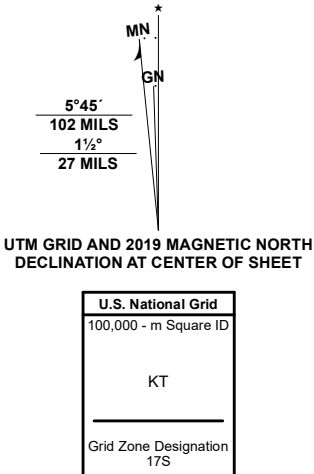 ★
MN
GN
5°45´
102 MILS
1½°
27 MILS
UTM GRID AND 2019 MAGNETIC NORTH
DECLINATION AT CENTER OF SHEET
U.S. National Grid
100,000 - m Square ID
KT
Grid Zone Designation
17S